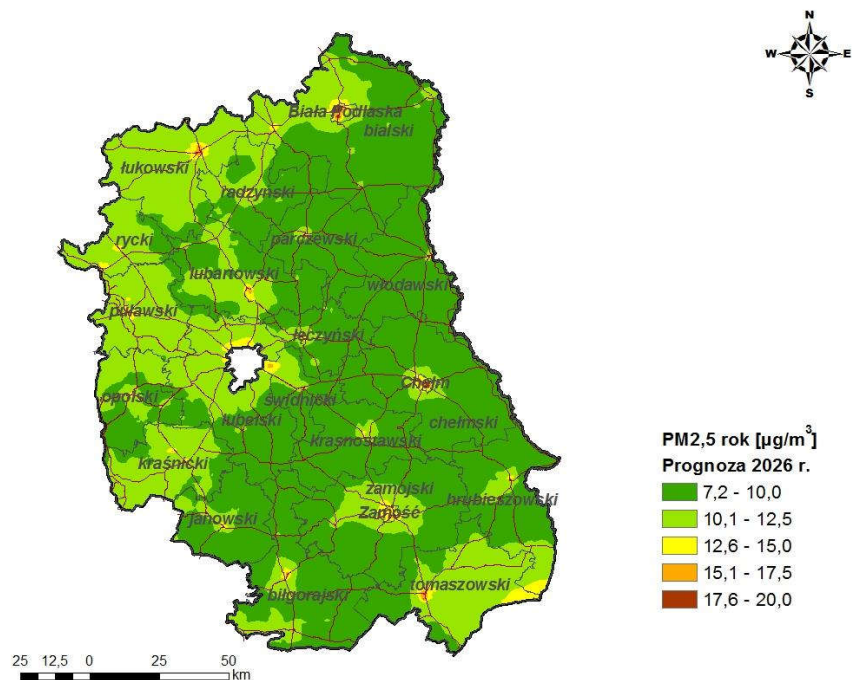 N
W E
S
Biała Podlaska
bialski
łukowski
radzyński
rycki
parczewski
lubartowski
włodawski
puławski
łęczyński
Chełm
opolski
świdnicki
lubelski
chełmski
krasnostawski
kraśnicki
zamojski
hrubieszowski
Zamość
janowski
tomaszowski
biłgorajski
PM2,5 rok [µg/m³]
Prognoza 2026 r.
7,2 - 10,0
10,1 - 12,5
12,6 - 15,0
15,1 - 17,5
17,6 - 20,0
25 12,5 0 25 50
km